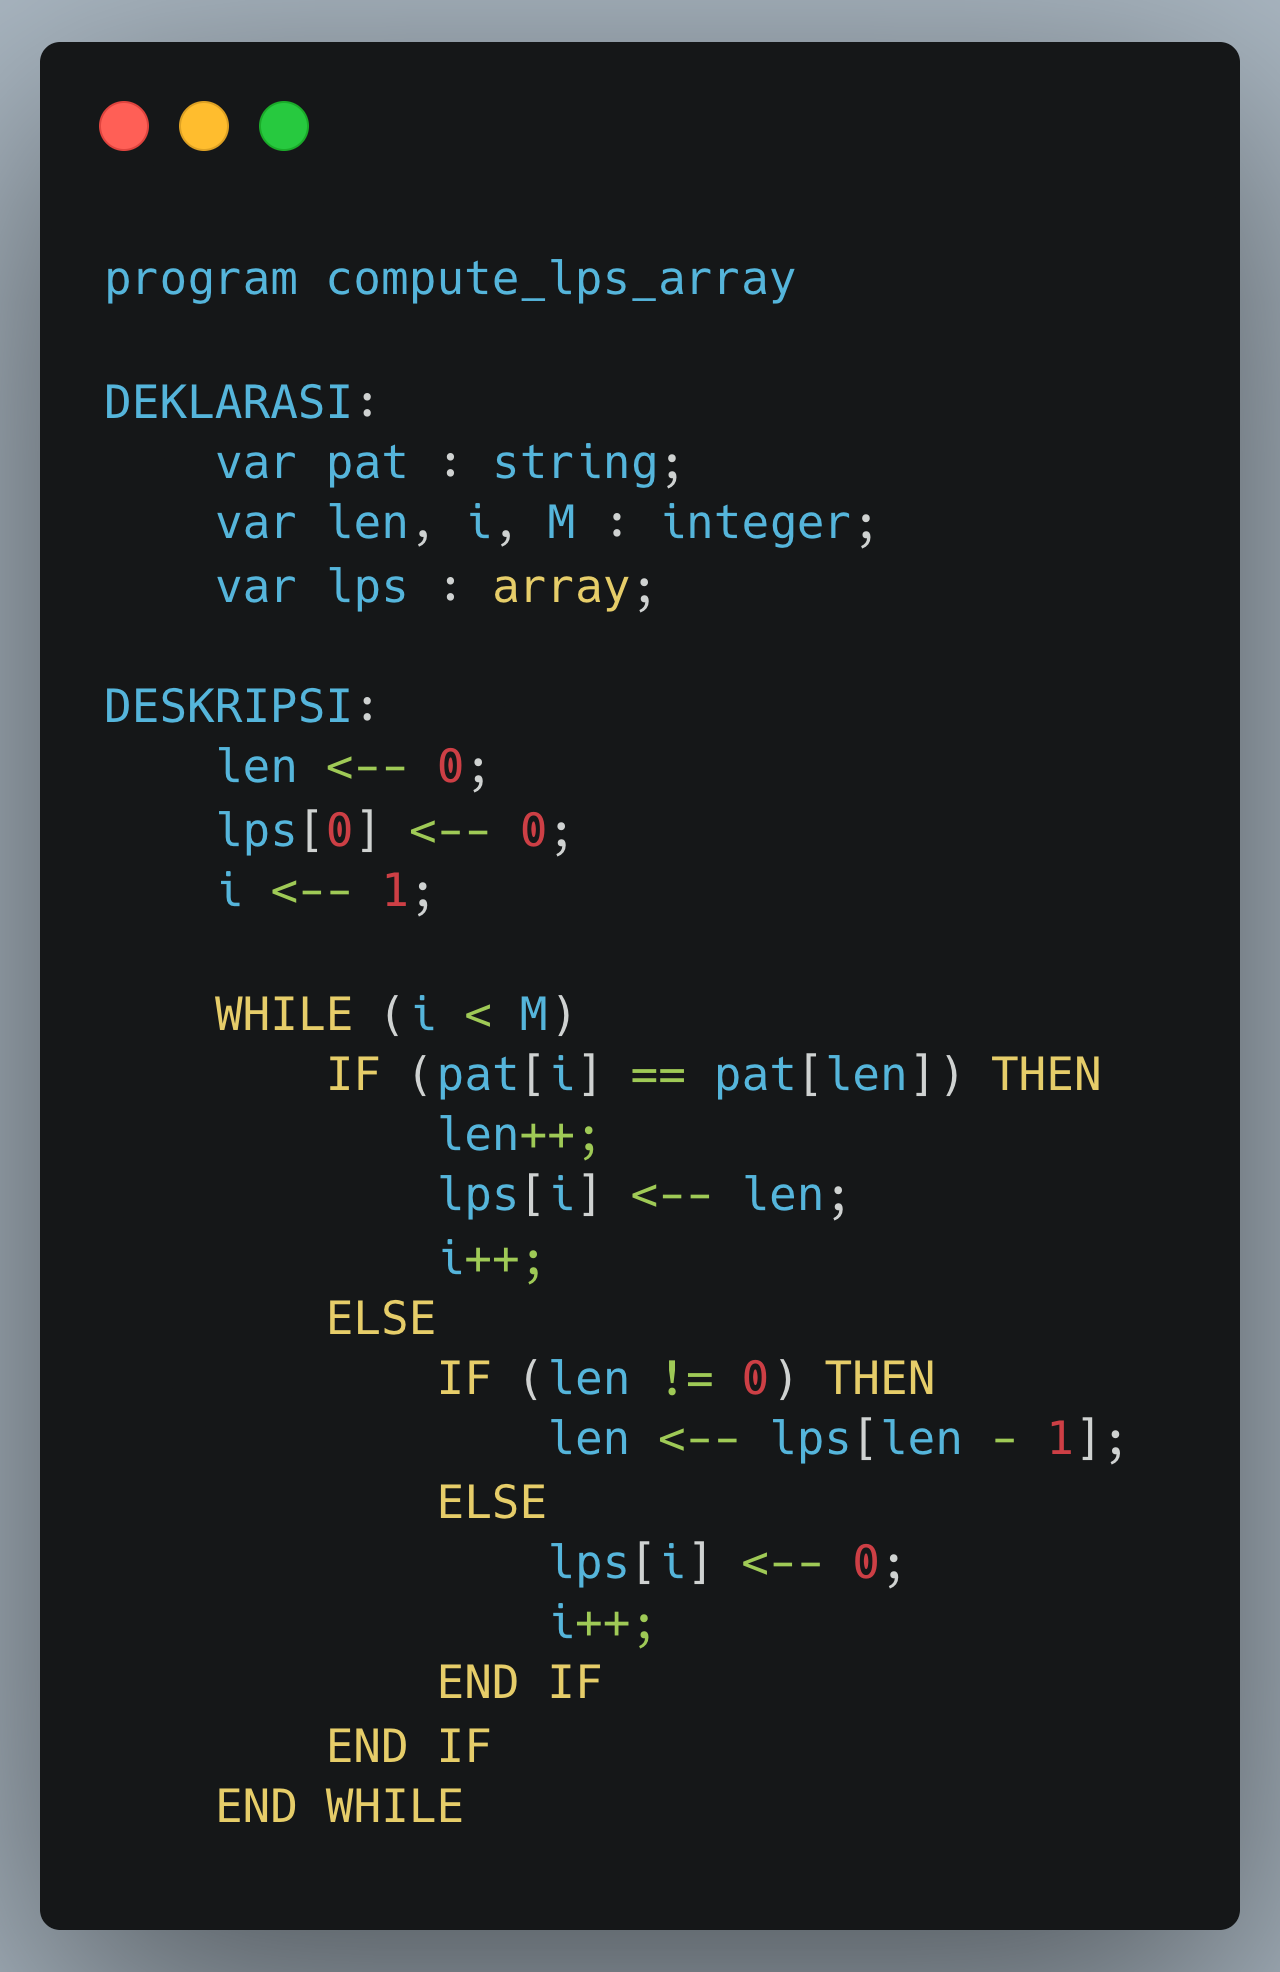 program compute_lps_array
DEKLARASI:
var pat : string;
var len, i, M : integer;
var lps : array;
DESKRIPSI:
len <-- 0;
lps[0] <-- 0;
i <-- 1;
WHILE (i < M)
IF (pat[i] == pat[len]) THEN
len++;
lps[i] <-- len;
i++;
ELSE
IF (len != 0) THEN
len <-- lps[len - 1];
ELSE
lps[i] <-- 0;
i++;
END IF
END IF
END WHILE